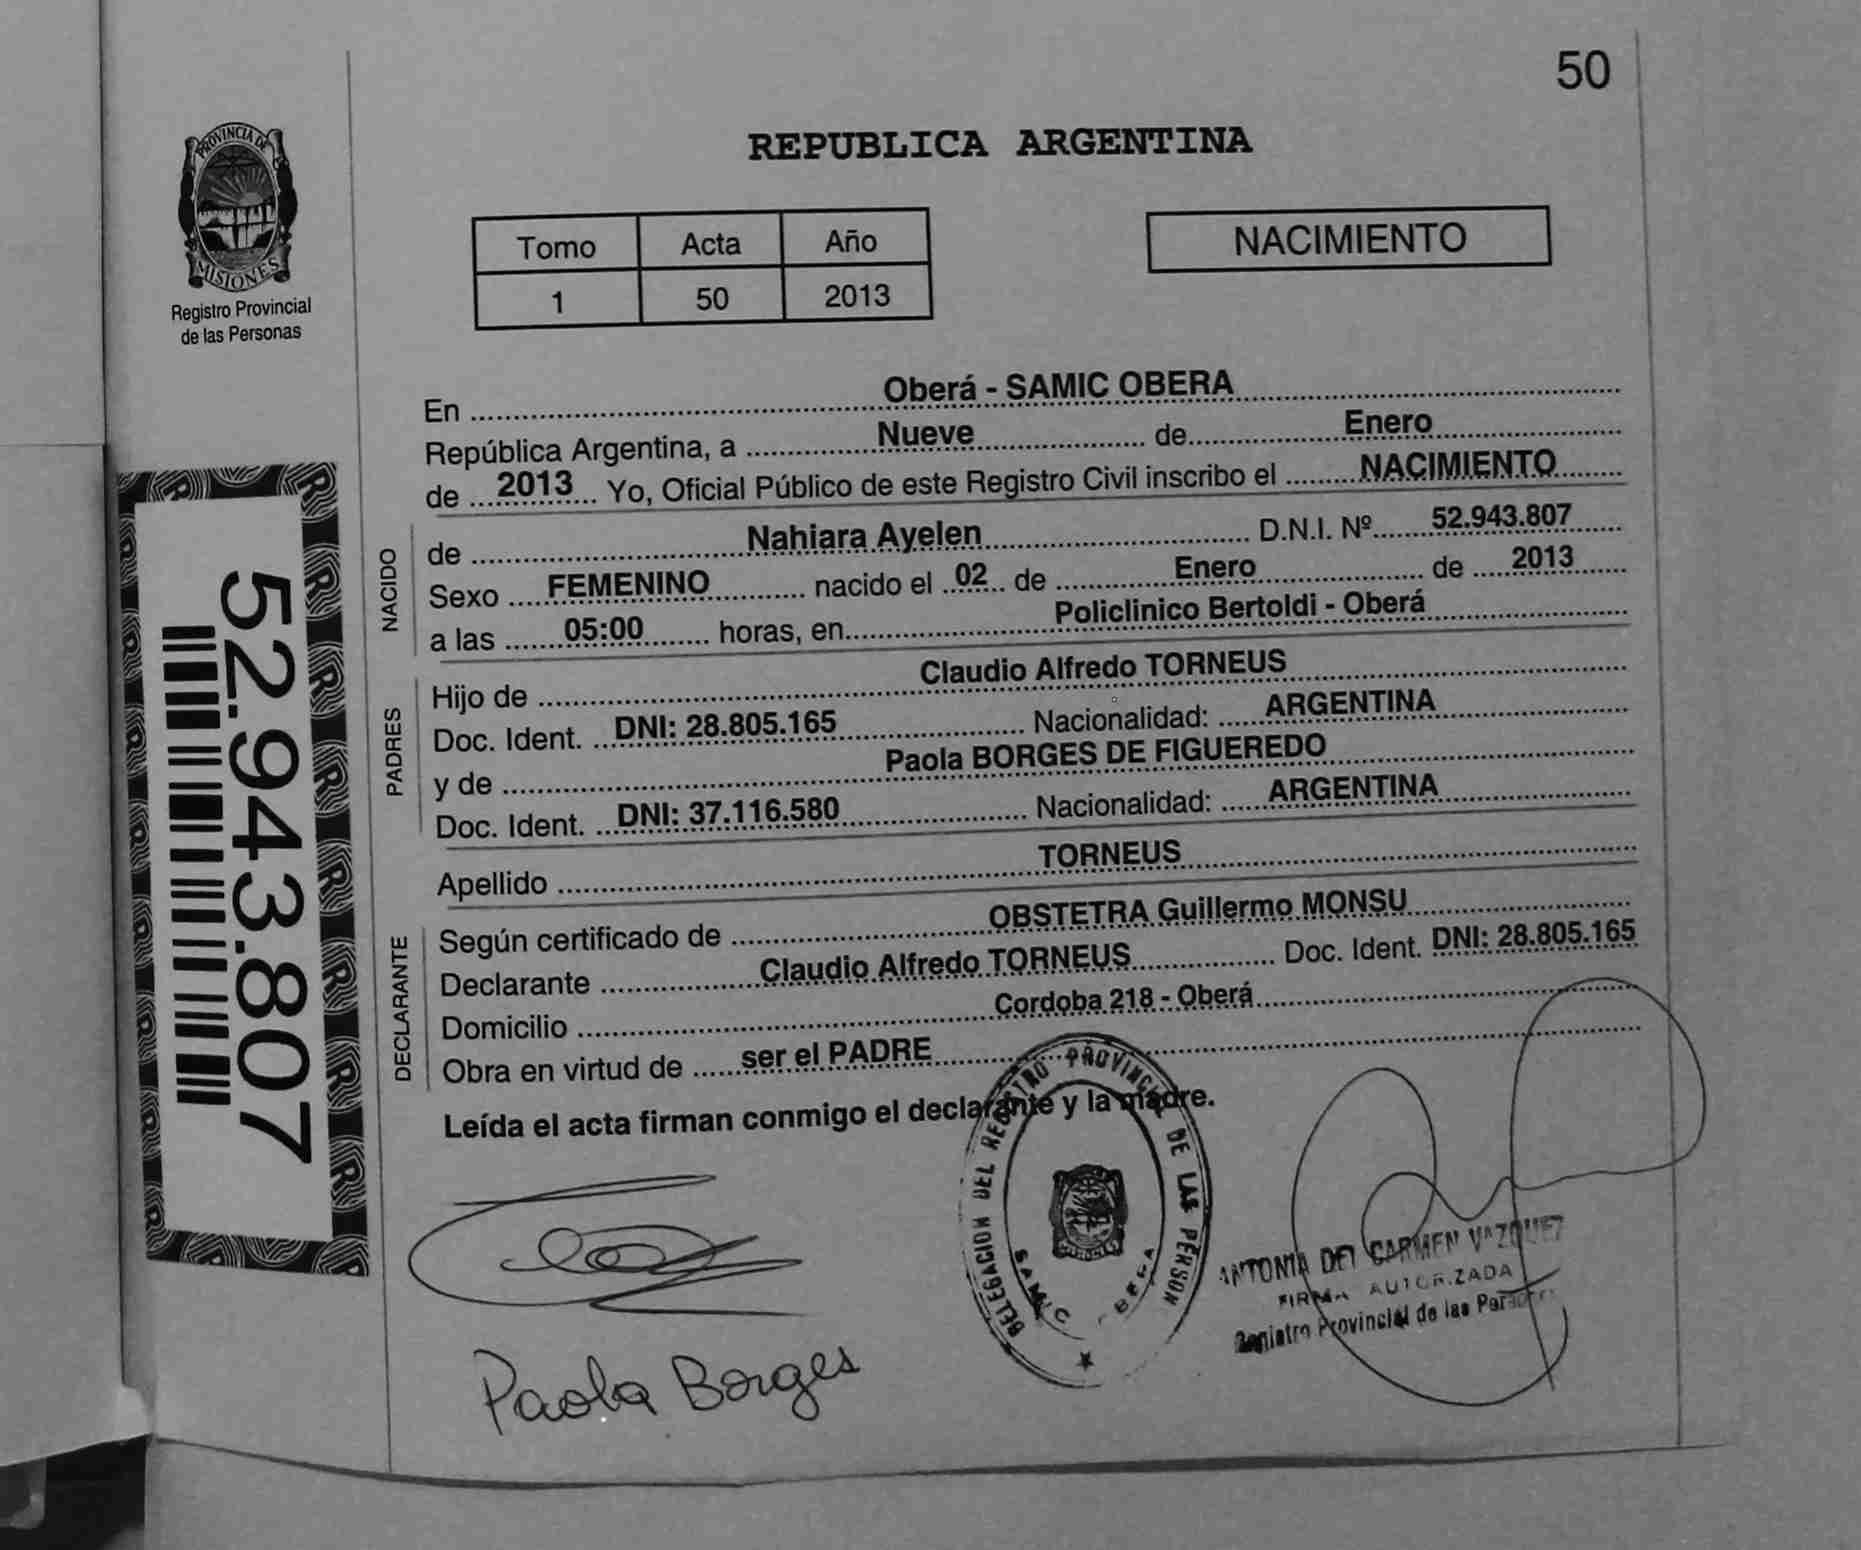 50
PROVINCIA DE
MISIONES
Registro Provincial
de las Personas
REPUBLICA ARGENTINA
Tomo Acta Año
1 50 2013
NACIMIENTO
En Oberá - SAMIC OBERA
República Argentina, a Nueve de Enero
de 2013 Yo, Oficial Público de este Registro Civil inscribo el NACIMIENTO
NACIDO
de Nahiara Ayelen D.N.I. Nº 52.943.807
Sexo FEMENINO nacido el 02 de Enero de 2013
a las 05:00 horas, en Policlinico Bertoldi - Oberá
PADRES
Hijo de Claudio Alfredo TORNEUS
Doc. Ident. DNI: 28.805.165 Nacionalidad: ARGENTINA
y de Paola BORGES DE FIGUEREDO
Doc. Ident. DNI: 37.116.580 Nacionalidad: ARGENTINA
Apellido TORNEUS
DECLARANTE
Según certificado de OBSTETRA Guillermo MONSU
Declarante Claudio Alfredo TORNEUS Doc. Ident. DNI: 28.805.165
Domicilio Cordoba 218 - Oberá
Obra en virtud de ser el PADRE
Leída el acta firman conmigo el declarante y la madre.
52.943.807
DELEGACION DEL REGISTRO PROVINCIAL DE LAS PERSON
SAMIC
Paola Borges
ANTONIA DEL CARMEN VAZQUEZ
FIRMA AUTORIZADA
Registro Provincial de las Personas